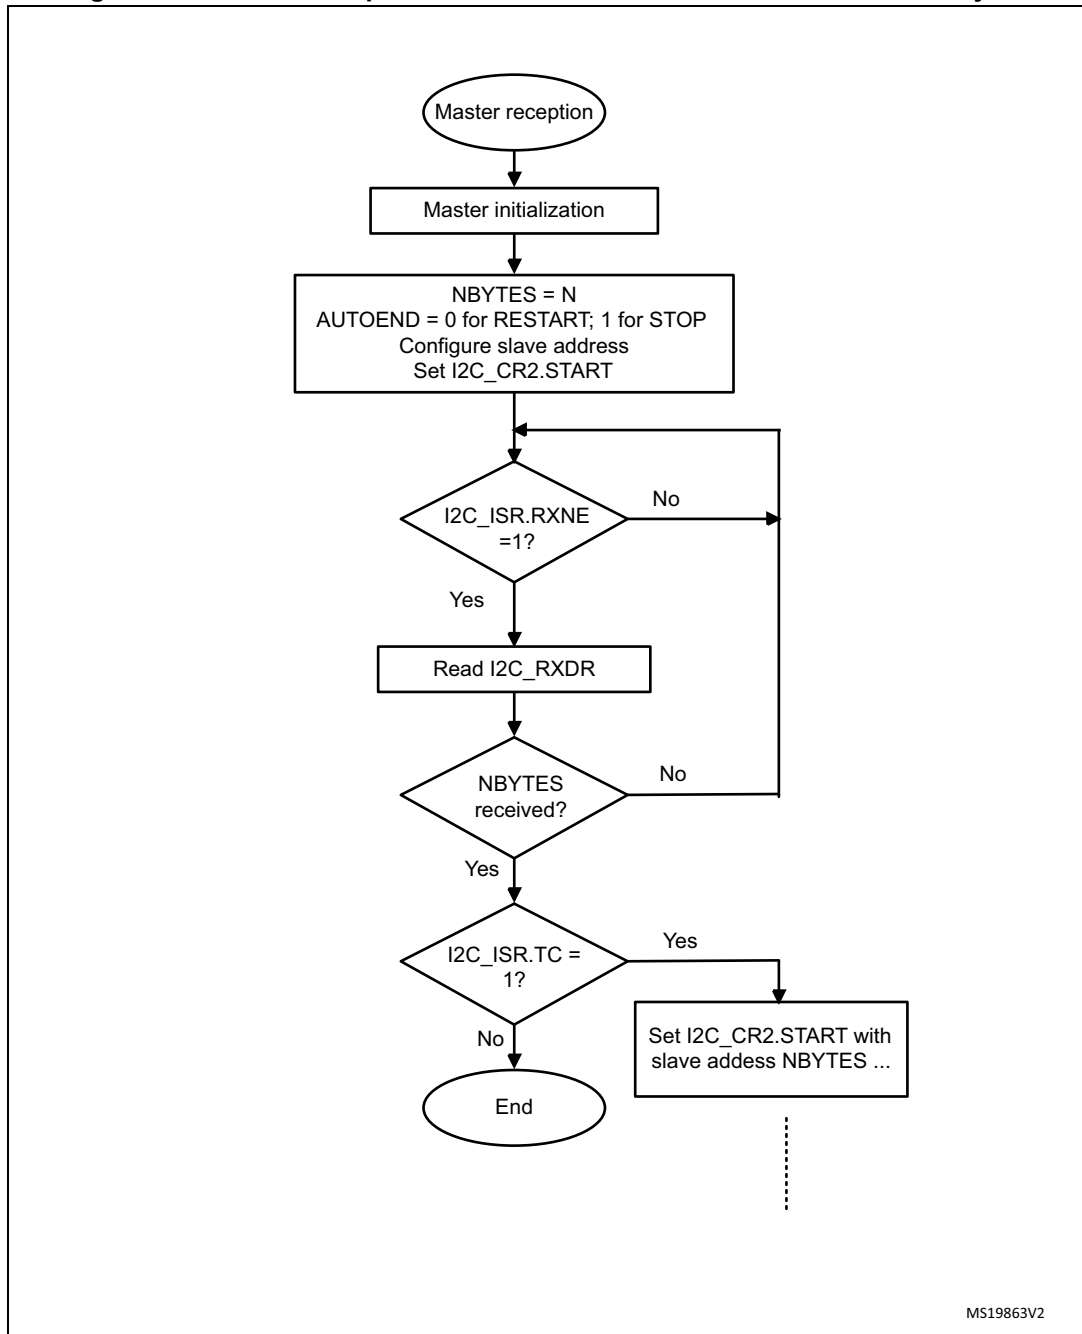 Master reception
Master initialization
NBYTES = N
AUTOEND = 0 for RESTART; 1 for STOP
Configure slave address
Set I2C_CR2.START
I2C_ISR.RXNE
=1?
No
Yes
Read I2C_RXDR
NBYTES
received?
No
Yes
I2C_ISR.TC =
1?
Yes
No
Set I2C_CR2.START with
slave addess NBYTES ...
End
MS19863V2